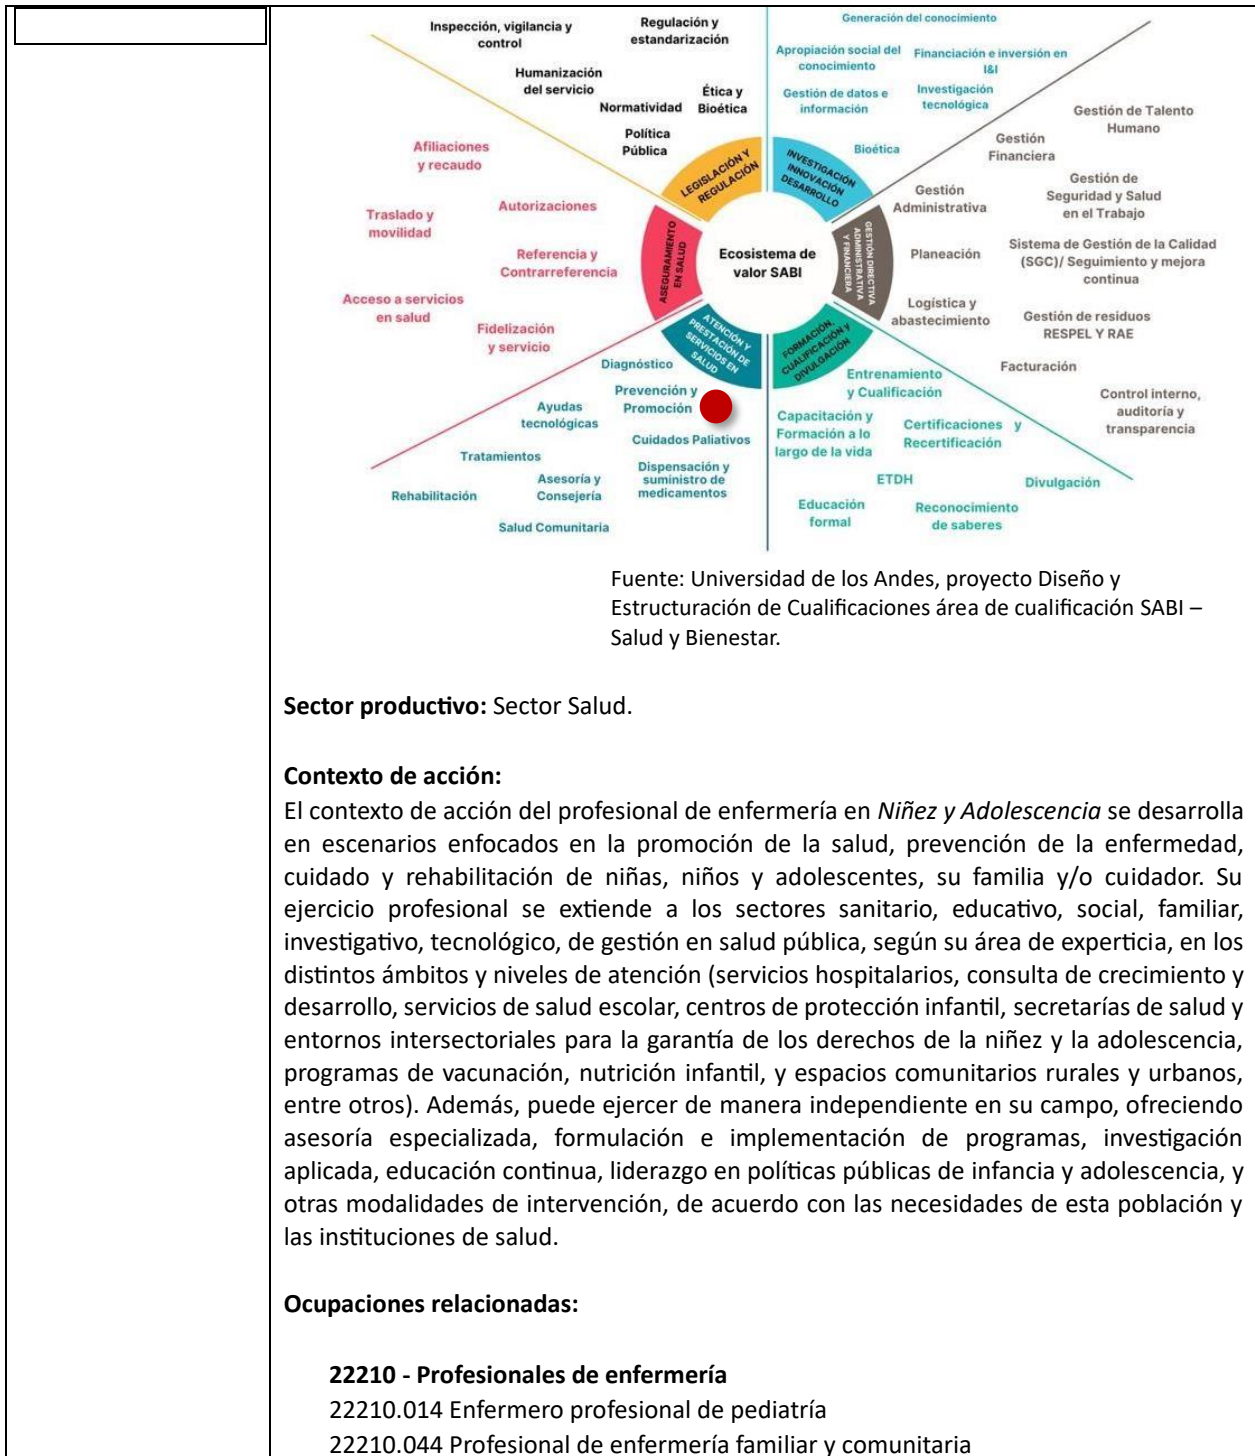 Inspección, vigilancia y
control
Regulación y
estandarización
Humanización
del servicio
Normatividad
Ética y
Bioética
Política
Pública
LEGISLACIÓN Y
REGULACIÓN
Generación del conocimiento
Apropiación social del
conocimiento
Financiación e inversión en
I&I
Gestión de datos e
información
Investigación
tecnológica
Bioética
INVESTIGACIÓN
INNOVACIÓN
DESARROLLO
Gestión de Talento
Humano
Gestión
Financiera
Gestión de
Seguridad y Salud
en el Trabajo
Gestión
Administrativa
Planeación
Sistema de Gestión de la Calidad
(SGC)/ Seguimiento y mejora
continua
Logística y
abastecimiento
Gestión de residuos
RESPEL Y RAE
Facturación
Control interno,
auditoría y
transparencia
GESTIÓN DIRECTIVA
ADMINISTRATIVA
Y FINANCIERA
Afiliaciones
y recaudo
Autorizaciones
Traslado y
movilidad
Referencia y
Contrarreferencia
Acceso a servicios
en salud
Fidelización
y servicio
ASEGURAMIENTO
EN SALUD
Ecosistema de
valor SABI
ATENCIÓN Y
PRESTACIÓN DE
SERVICIOS EN
SALUD
Diagnóstico
Prevención y
Promoción
Ayudas
tecnológicas
Cuidados Paliativos
Tratamientos
Dispensación y
suministro de
medicamentos
Asesoría y
Consejería
Rehabilitación
Salud Comunitaria
FORMACIÓN,
CUALIFICACIÓN y
DIVULGACIÓN
Entrenamiento
y Cualificación
Capacitación y
Formación a lo
largo de la vida
Certificaciones y
Recertificación
ETDH
Divulgación
Educación
formal
Reconocimiento
de saberes
Fuente: Universidad de los Andes, proyecto Diseño y
Estructuración de Cualificaciones área de cualificación SABI –
Salud y Bienestar.
Sector productivo: Sector Salud.
Contexto de acción:
El contexto de acción del profesional de enfermería en Niñez y Adolescencia se desarrolla
en escenarios enfocados en la promoción de la salud, prevención de la enfermedad,
cuidado y rehabilitación de niñas, niños y adolescentes, su familia y/o cuidador. Su
ejercicio profesional se extiende a los sectores sanitario, educativo, social, familiar,
investigativo, tecnológico, de gestión en salud pública, según su área de experticia, en los
distintos ámbitos y niveles de atención (servicios hospitalarios, consulta de crecimiento y
desarrollo, servicios de salud escolar, centros de protección infantil, secretarías de salud y
entornos intersectoriales para la garantía de los derechos de la niñez y la adolescencia,
programas de vacunación, nutrición infantil, y espacios comunitarios rurales y urbanos,
entre otros). Además, puede ejercer de manera independiente en su campo, ofreciendo
asesoría especializada, formulación e implementación de programas, investigación
aplicada, educación continua, liderazgo en políticas públicas de infancia y adolescencia, y
otras modalidades de intervención, de acuerdo con las necesidades de esta población y
las instituciones de salud.
Ocupaciones relacionadas:
22210 - Profesionales de enfermería
22210.014 Enfermero profesional de pediatría
22210.044 Profesional de enfermería familiar y comunitaria